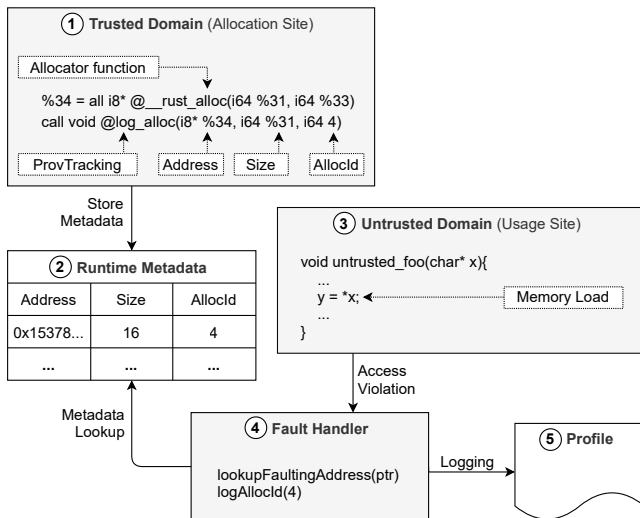 1 Trusted Domain (Allocation Site)
Allocator function
%34 = all i8* @__rust_alloc(i64 %31, i64 %33)
call void @log_alloc(i8* %34, i64 %31, i64 4)
ProvTracking Address Size AllocId
Store
Metadata
2 Runtime Metadata
Address Size AllocId
0x15378... 16 4
... ... ...
3 Untrusted Domain (Usage Site)
void untrusted_foo(char* x){
...
y = *x;
Memory Load
...
}
Access
Violation
Metadata
Lookup
4 Fault Handler
lookupFaultingAddress(ptr)
logAllocId(4)
Logging
5 Profile